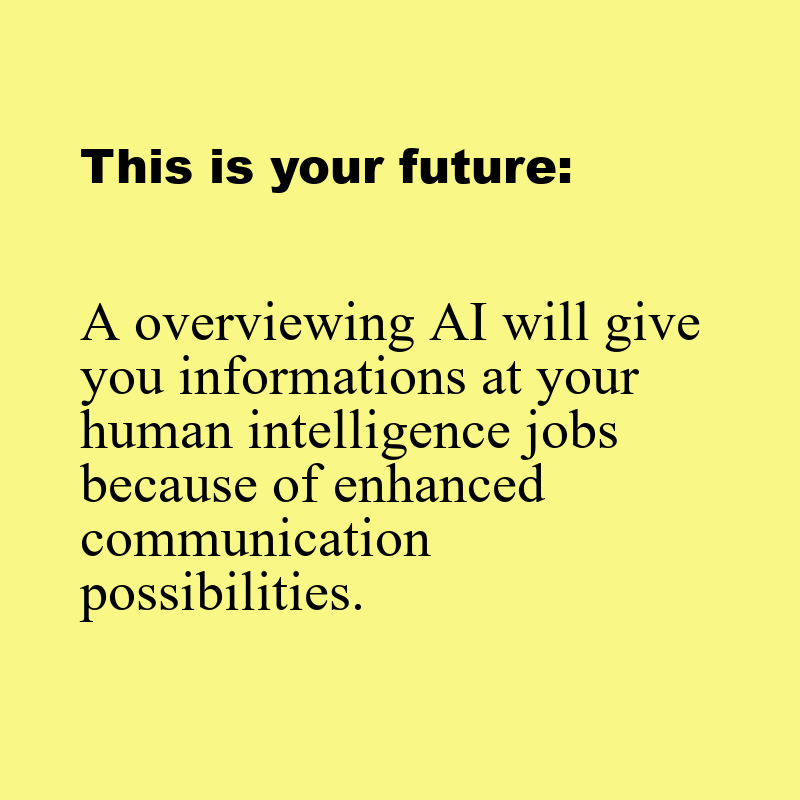 This is your future:
A overviewing AI will give
you informations at your
human intelligence jobs
because of enhanced
communication
possibilities.